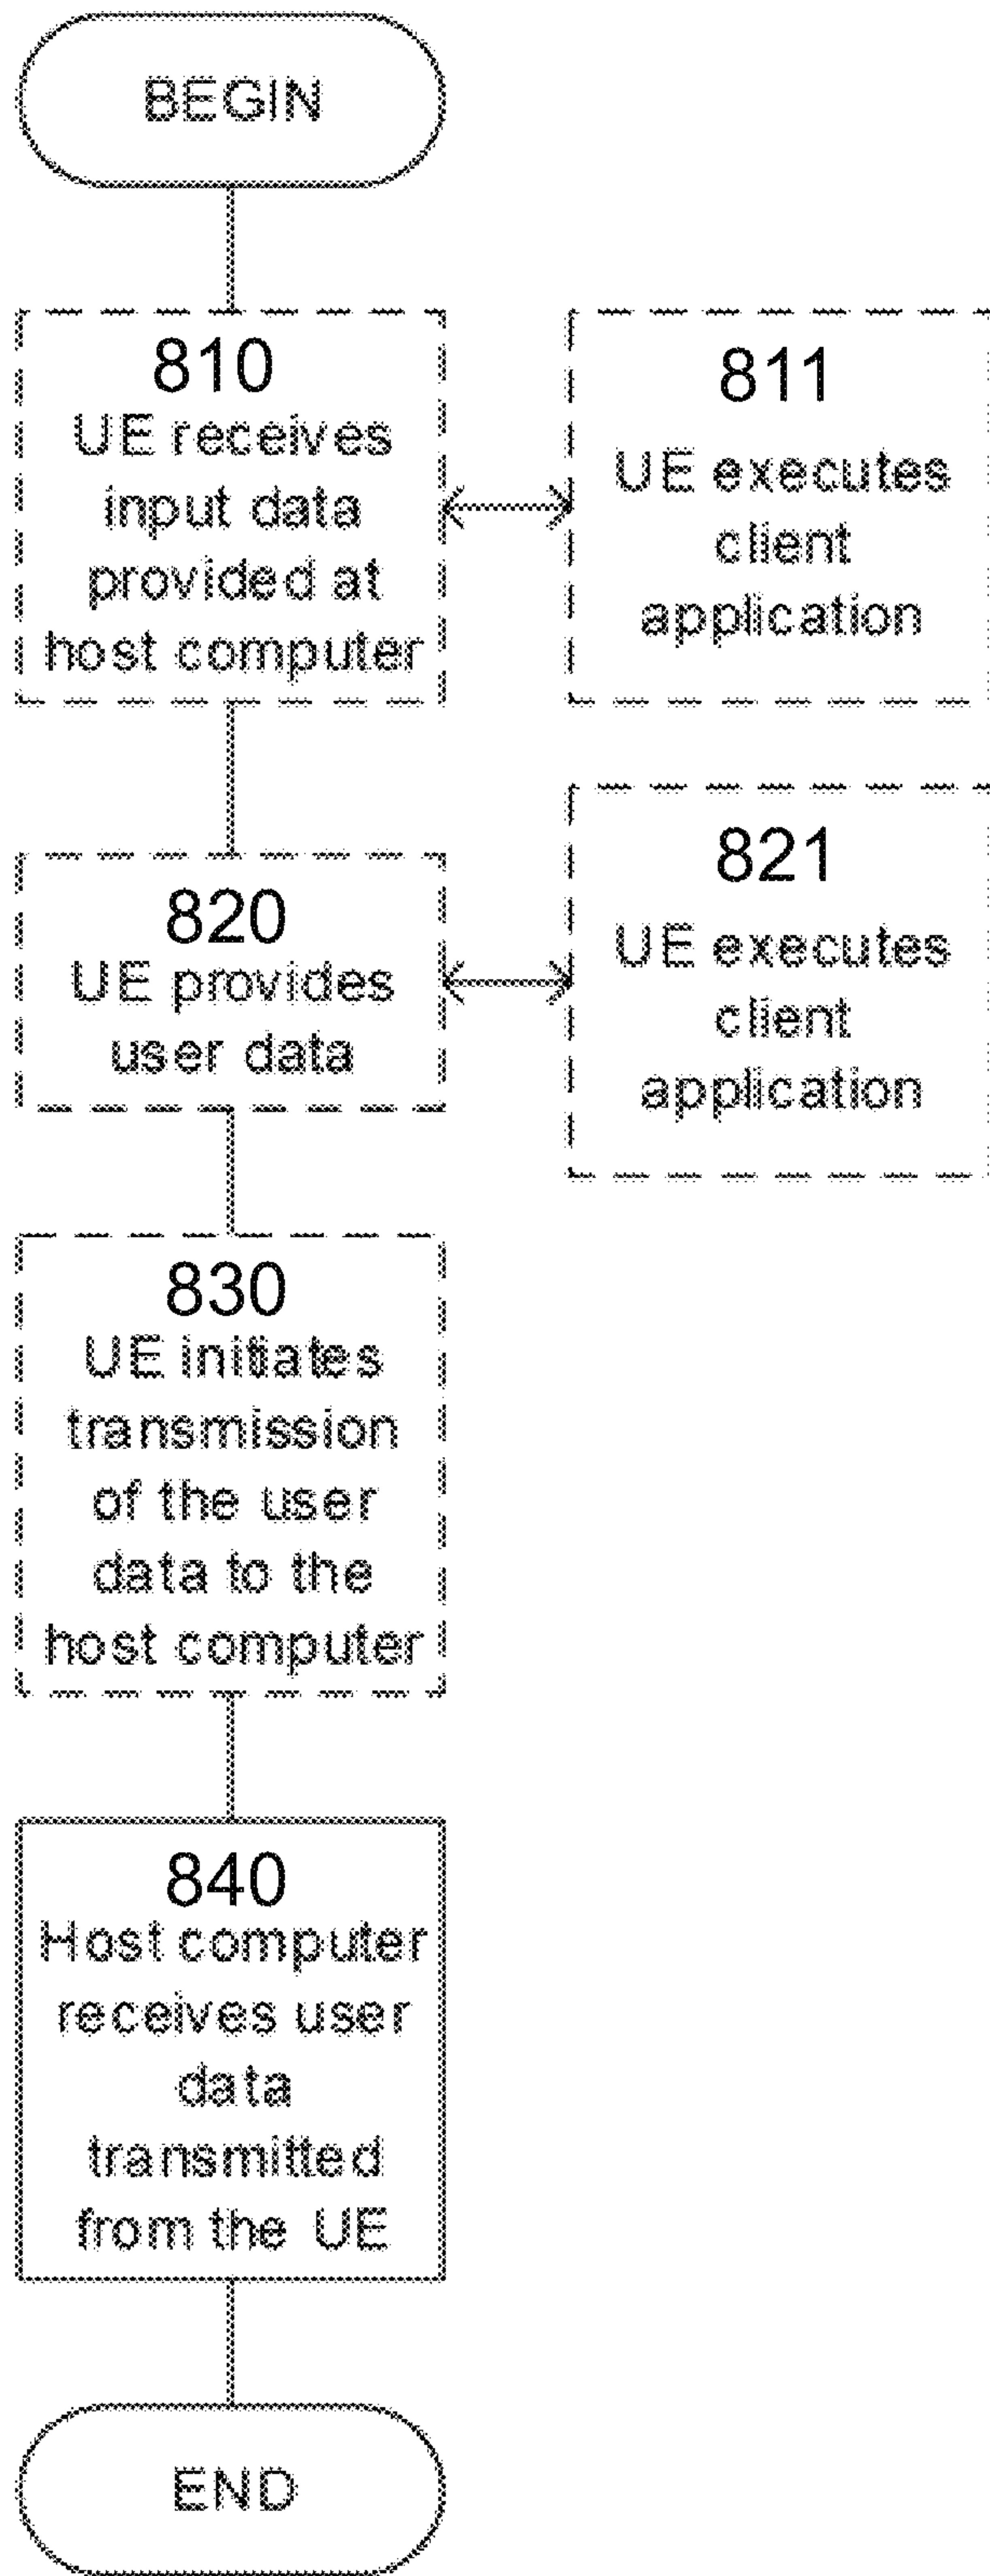 BEGIN
810
UE receives
input data
provided at
host computer
811
UE executes
client
application
820
UE provides
user data
821
UE executes
client
application
830
UE initiates
transmission
of the user
data to the
host computer
840
Host computer
receives user
data
transmitted
from the UE
END